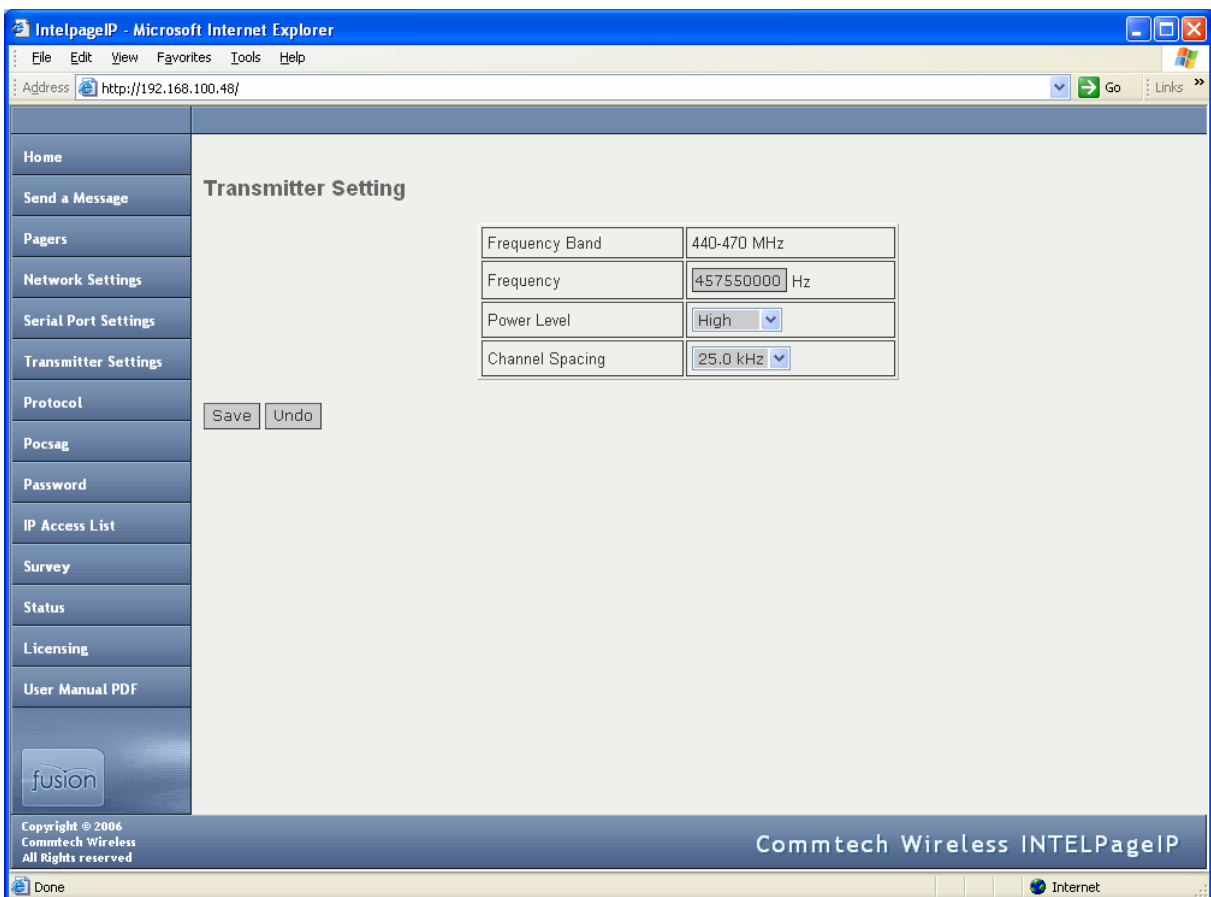 IntelpageIP - Microsoft Internet Explorer
File Edit View Favorites Tools Help
Address http://192.168.100.48/ Go Links »
Home
Send a Message
Pagers
Network Settings
Serial Port Settings
Transmitter Settings
Protocol
Pocsag
Password
IP Access List
Survey
Status
Licensing
User Manual PDF
fusion
Copyright © 2006
Commtech Wireless
All Rights reserved
Transmitter Setting
Frequency Band 440-470 MHz
Frequency 457550000 Hz
Power Level High
Channel Spacing 25.0 kHz
Save Undo
Commtech Wireless INTELPageIP
Done Internet